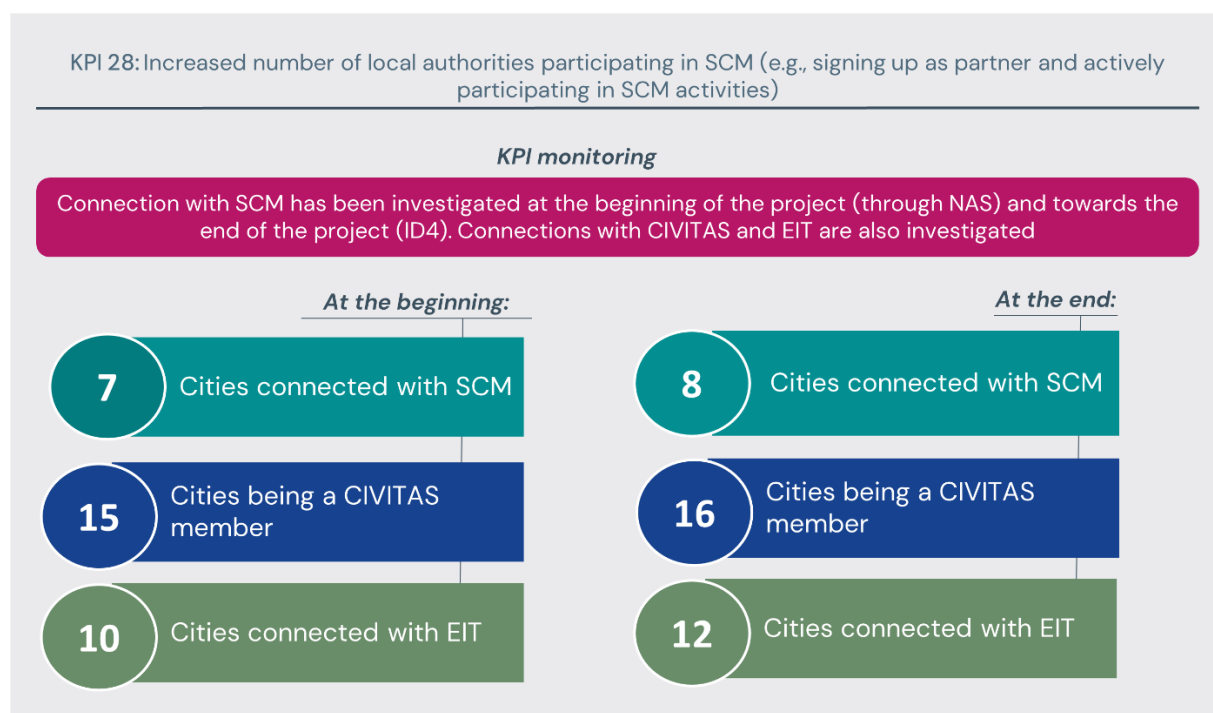 KPI 28: Increased number of local authorities participating in SCM (e.g., signing up as partner and actively
participating in SCM activities)
KPI monitoring
Connection with SCM has been investigated at the beginning of the project (through NAS) and towards the
end of the project (ID4). Connections with CIVITAS and EIT are also investigated
At the beginning:
7
Cities connected with SCM
15
Cities being a CIVITAS
member
10
Cities connected with EIT
At the end:
8
Cities connected with SCM
16
Cities being a CIVITAS
member
12
Cities connected with EIT